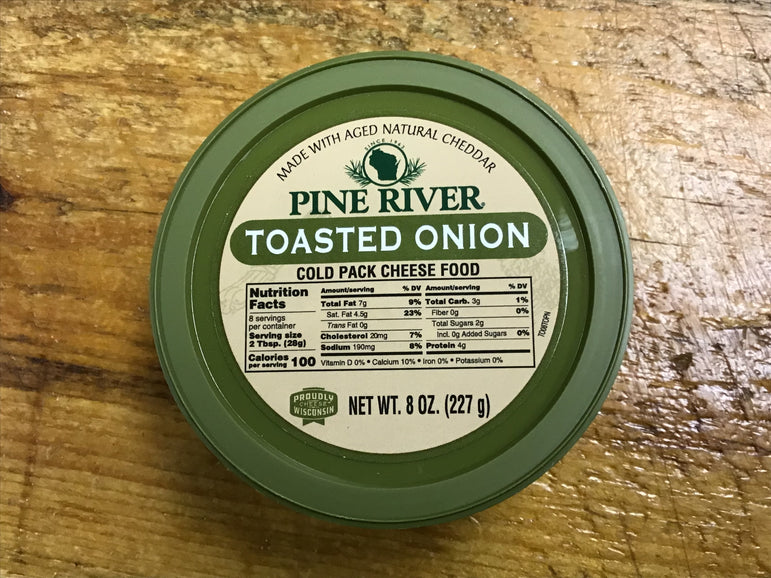 MADE WITH AGED NATURAL CHEDDAR
SINCE 1963
PINE RIVER
TOASTED ONION
COLD PACK CHEESE FOOD
Nutrition
Facts
8 servings
per container
Serving size
2 Tbsp. (28g)
Calories
per serving 100
Amount/serving % DV
Total Fat 7g 9%
Sat. Fat 4.5g 23%
Trans Fat 0g
Cholesterol 20mg 7%
Sodium 190mg 8%
Amount/serving % DV
Total Carb. 3g 1%
Fiber 0g 0%
Total Sugars 2g
Incl. 0g Added Sugars 0%
Protein 4g
Vitamin D 0% • Calcium 10% • Iron 0% • Potassium 0%
PROUDLY
WISCONSIN
CHEESE
NET WT. 8 OZ. (227 g)